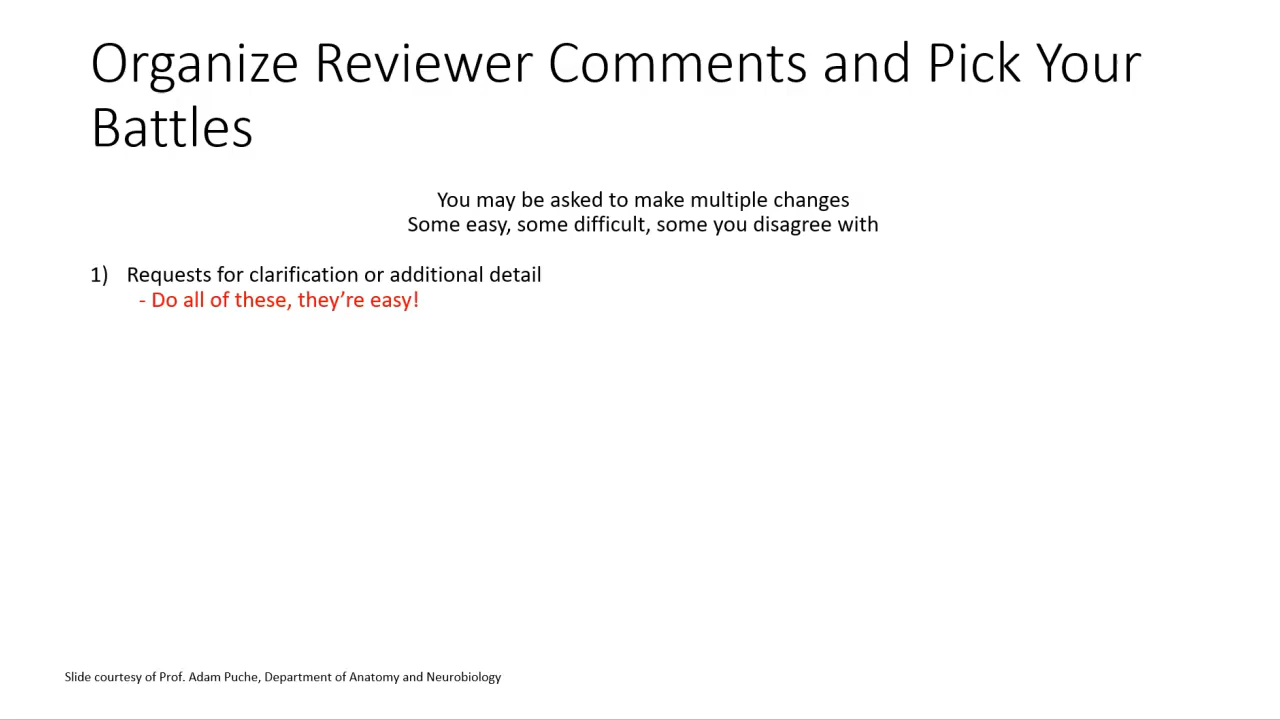 Organize Reviewer Comments and Pick Your
Battles
You may be asked to make multiple changes
Some easy, some difficult, some you disagree with
1) Requests for clarification or additional detail
- Do all of these, they’re easy!
Slide courtesy of Prof. Adam Puche, Department of Anatomy and Neurobiology